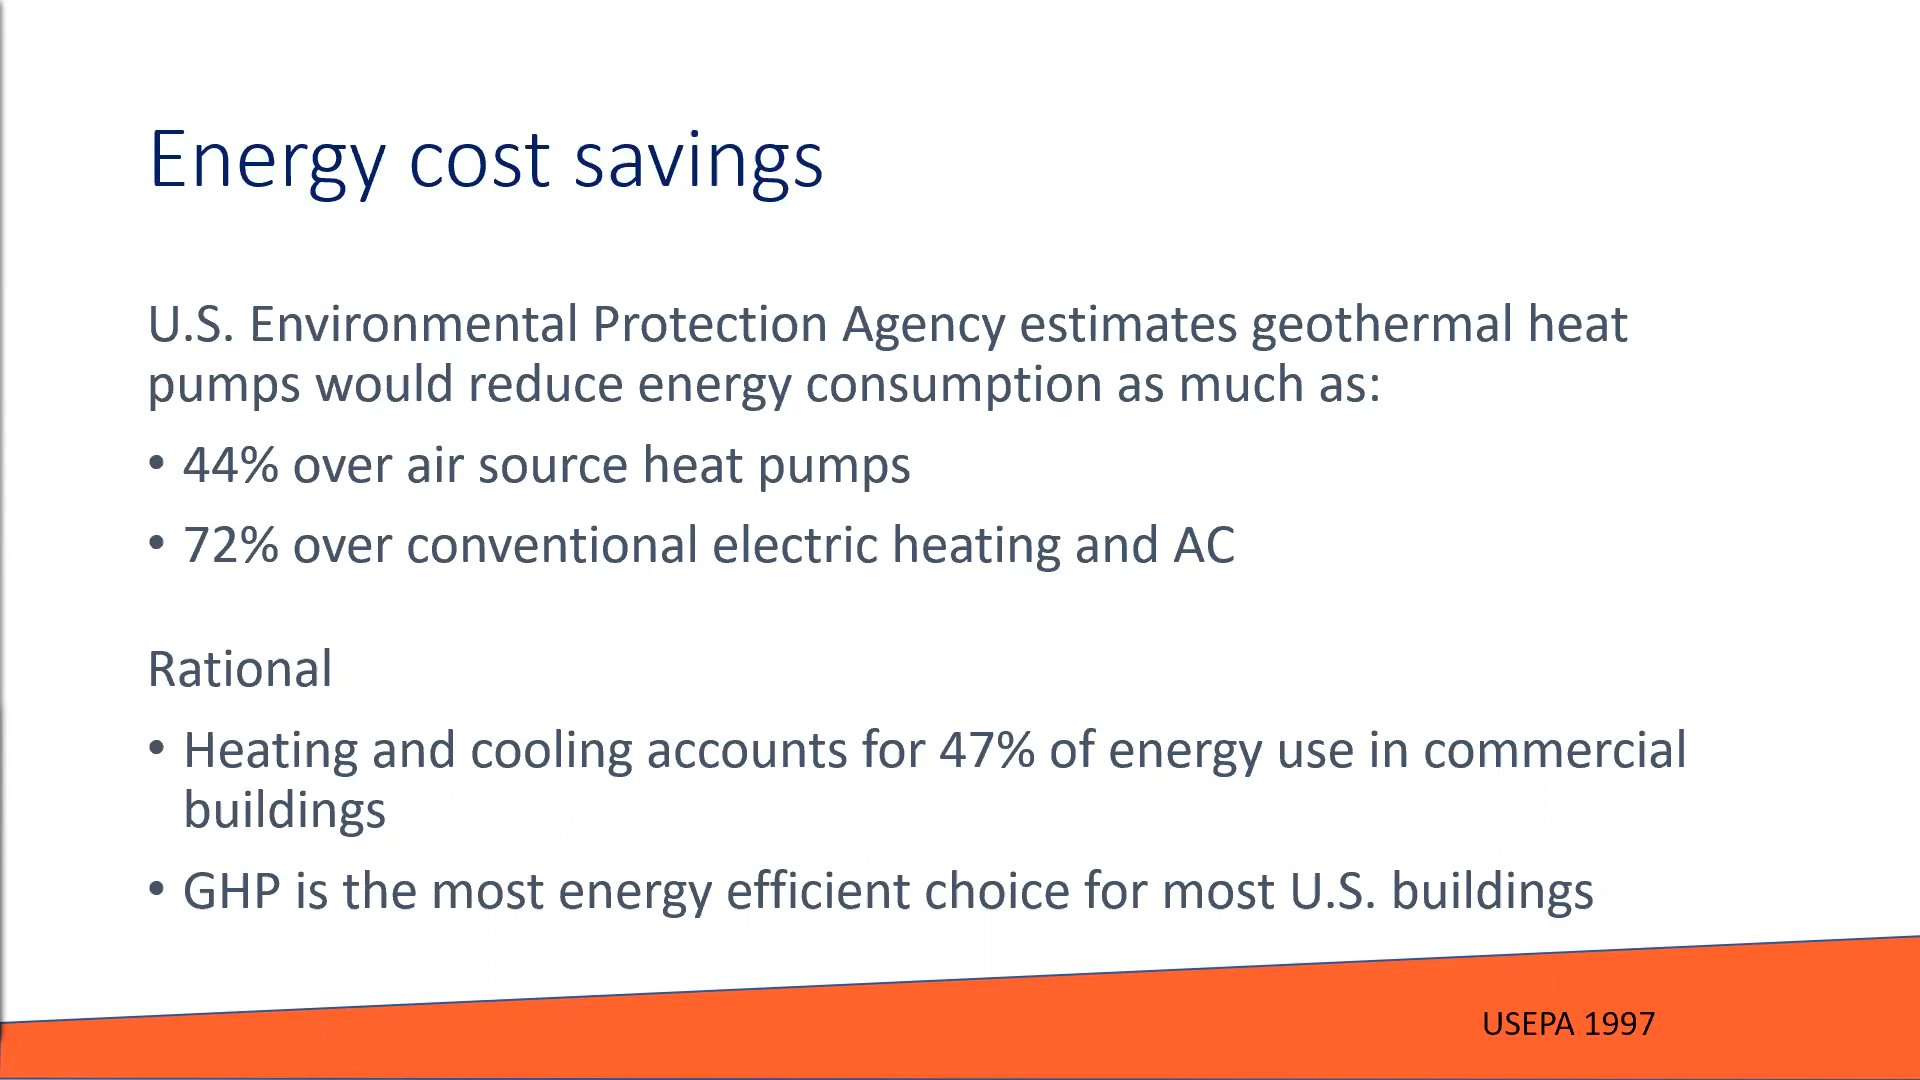 Energy cost savings
U.S. Environmental Protection Agency estimates geothermal heat
pumps would reduce energy consumption as much as:
• 44% over air source heat pumps
• 72% over conventional electric heating and AC
Rational
• Heating and cooling accounts for 47% of energy use in commercial
buildings
• GHP is the most energy efficient choice for most U.S. buildings
USEPA 1997